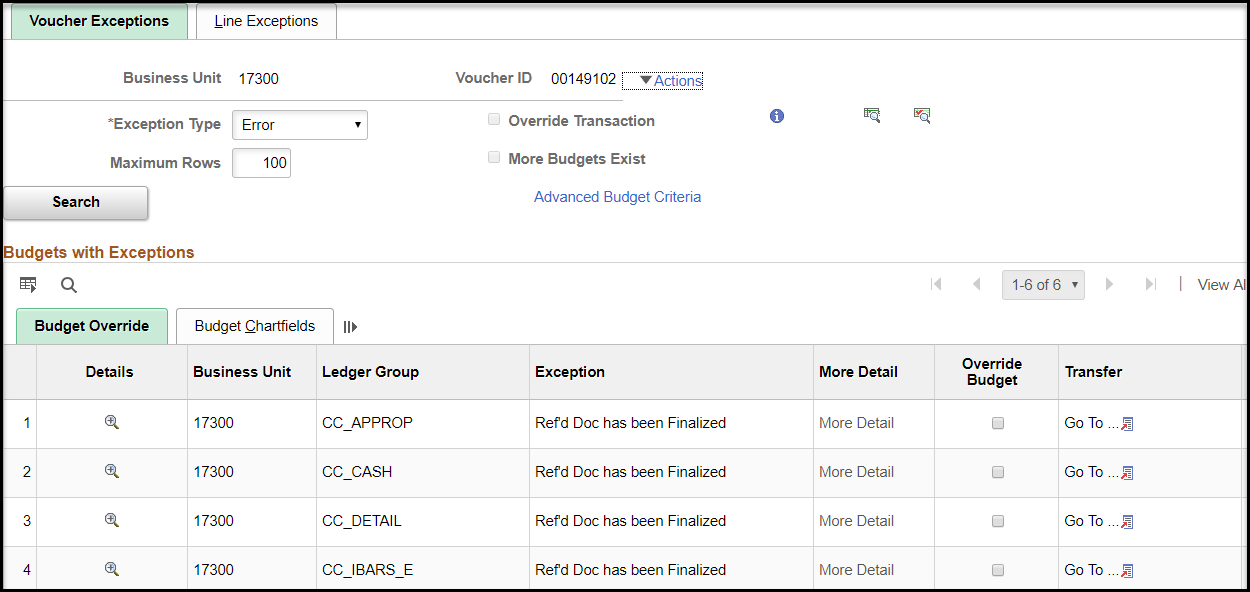 Voucher Exceptions Line Exceptions
Business Unit 17300 Voucher ID 00149102 Actions
*Exception Type Error Override Transaction
Maximum Rows 100 More Budgets Exist
Search Advanced Budget Criteria
Budgets with Exceptions
1-6 of 6 | View Al
Budget Override Budget Chartfields
Details Business Unit Ledger Group Exception More Detail Override Budget Transfer
1 17300 CC_APPROP Ref'd Doc has been Finalized More Detail Go To ...
2 17300 CC_CASH Ref'd Doc has been Finalized More Detail Go To ...
3 17300 CC_DETAIL Ref'd Doc has been Finalized More Detail Go To ...
4 17300 CC_IBARS_E Ref'd Doc has been Finalized More Detail Go To ...